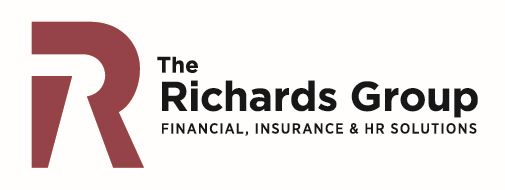 The
Richards Group
FINANCIAL, INSURANCE & HR SOLUTIONS